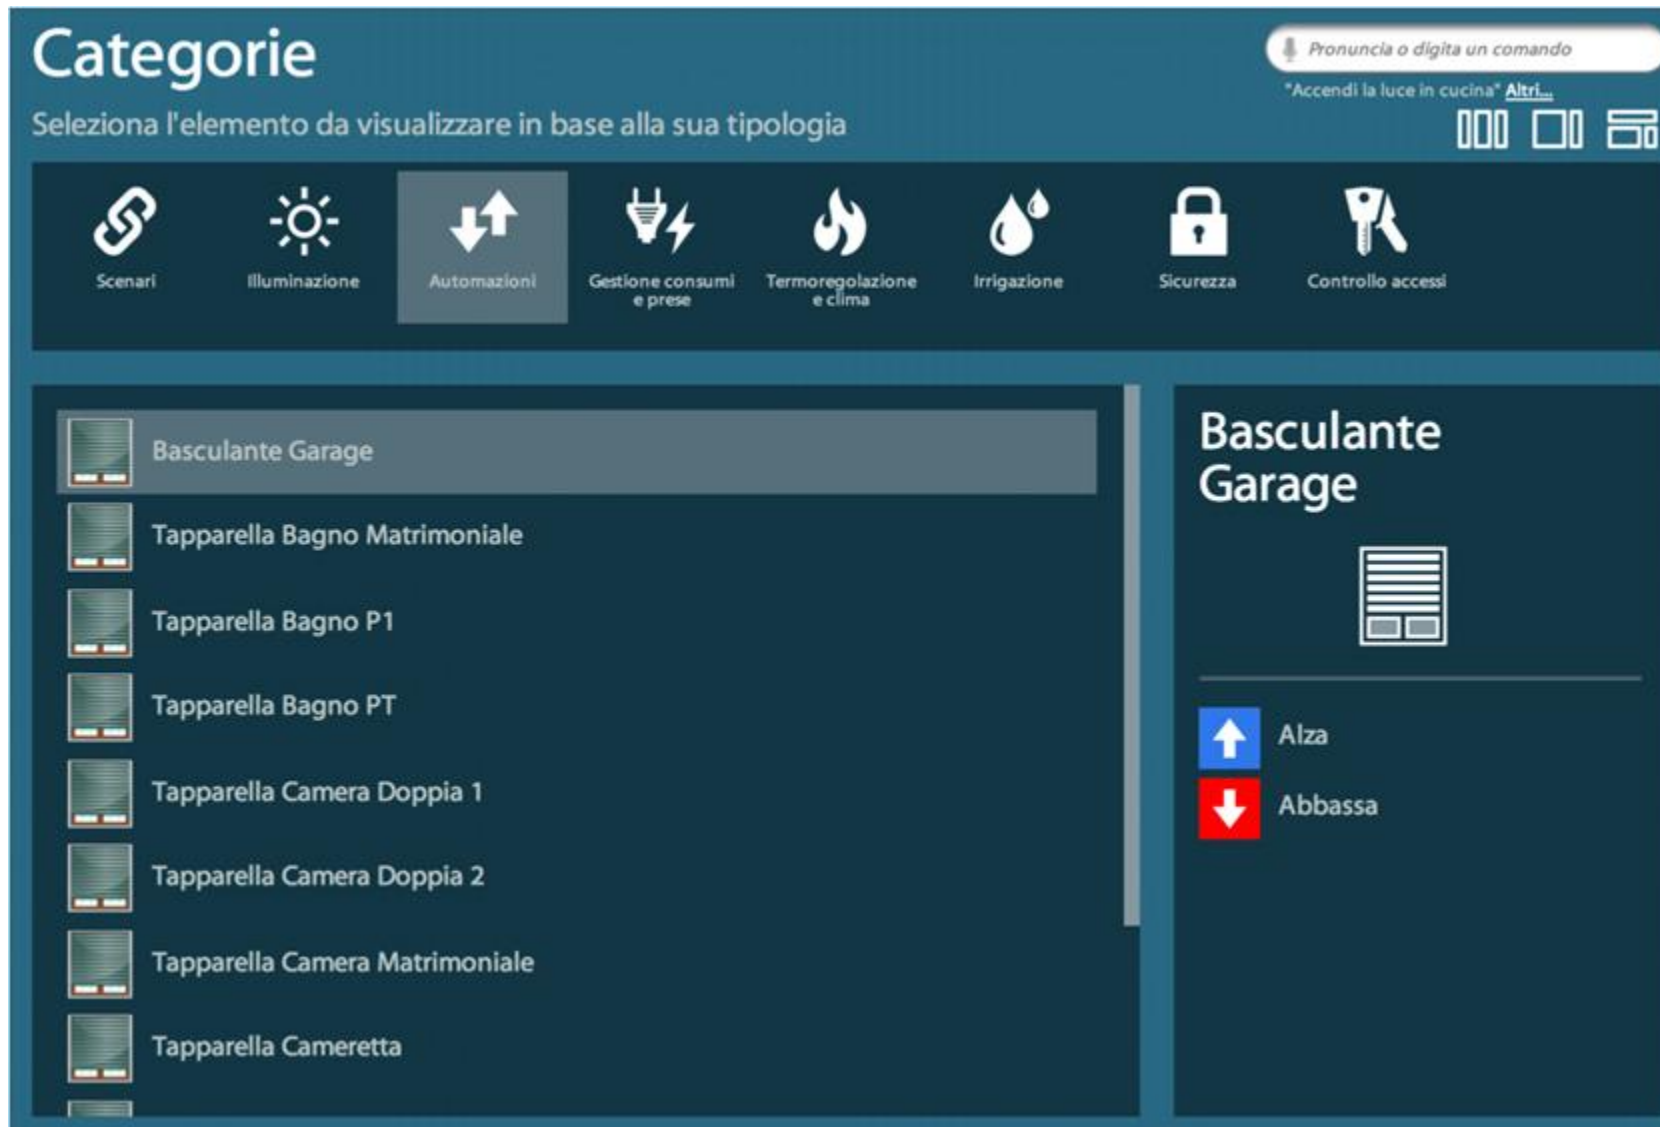 Categorie
Pronuncia o digita un comando
"Accendi la luce in cucina" Altri...
Seleziona l'elemento da visualizzare in base alla sua tipologia
Scenari
Illuminazione
Automazioni
Gestione consumi
e prese
Termoregolazione
e clima
Irrigazione
Sicurezza
Controllo accessi
Basculante Garage
Tapparella Bagno Matrimoniale
Tapparella Bagno P1
Tapparella Bagno PT
Tapparella Camera Doppia 1
Tapparella Camera Doppia 2
Tapparella Camera Matrimoniale
Tapparella Cameretta
Basculante
Garage
Alza
Abbassa